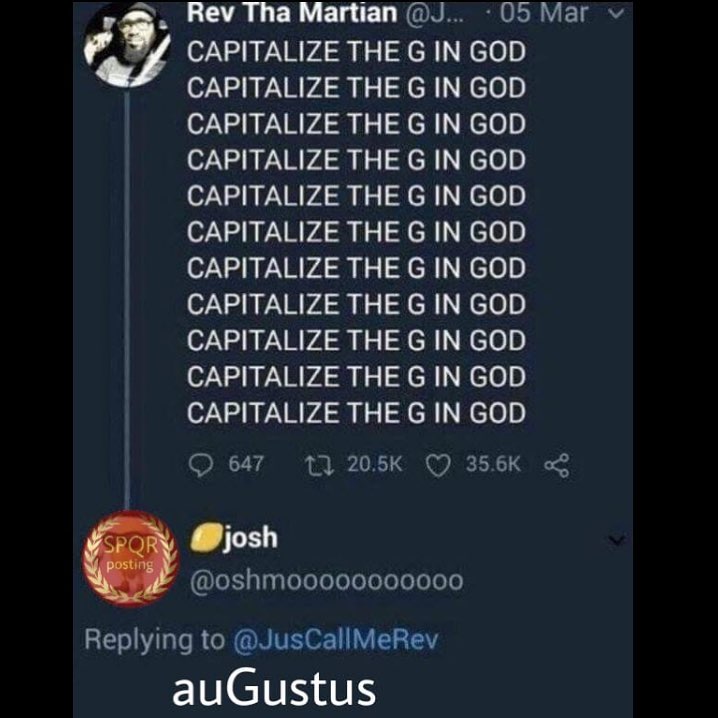 Rev Tha Martian @J... · 05 Mar
CAPITALIZE THE G IN GOD
CAPITALIZE THE G IN GOD
CAPITALIZE THE G IN GOD
CAPITALIZE THE G IN GOD
CAPITALIZE THE G IN GOD
CAPITALIZE THE G IN GOD
CAPITALIZE THE G IN GOD
CAPITALIZE THE G IN GOD
CAPITALIZE THE G IN GOD
CAPITALIZE THE G IN GOD
CAPITALIZE THE G IN GOD
647 20.5K 35.6K
SPQR
posting
josh
@oshmooooooooooo
Replying to @JusCallMeRev
auGustus